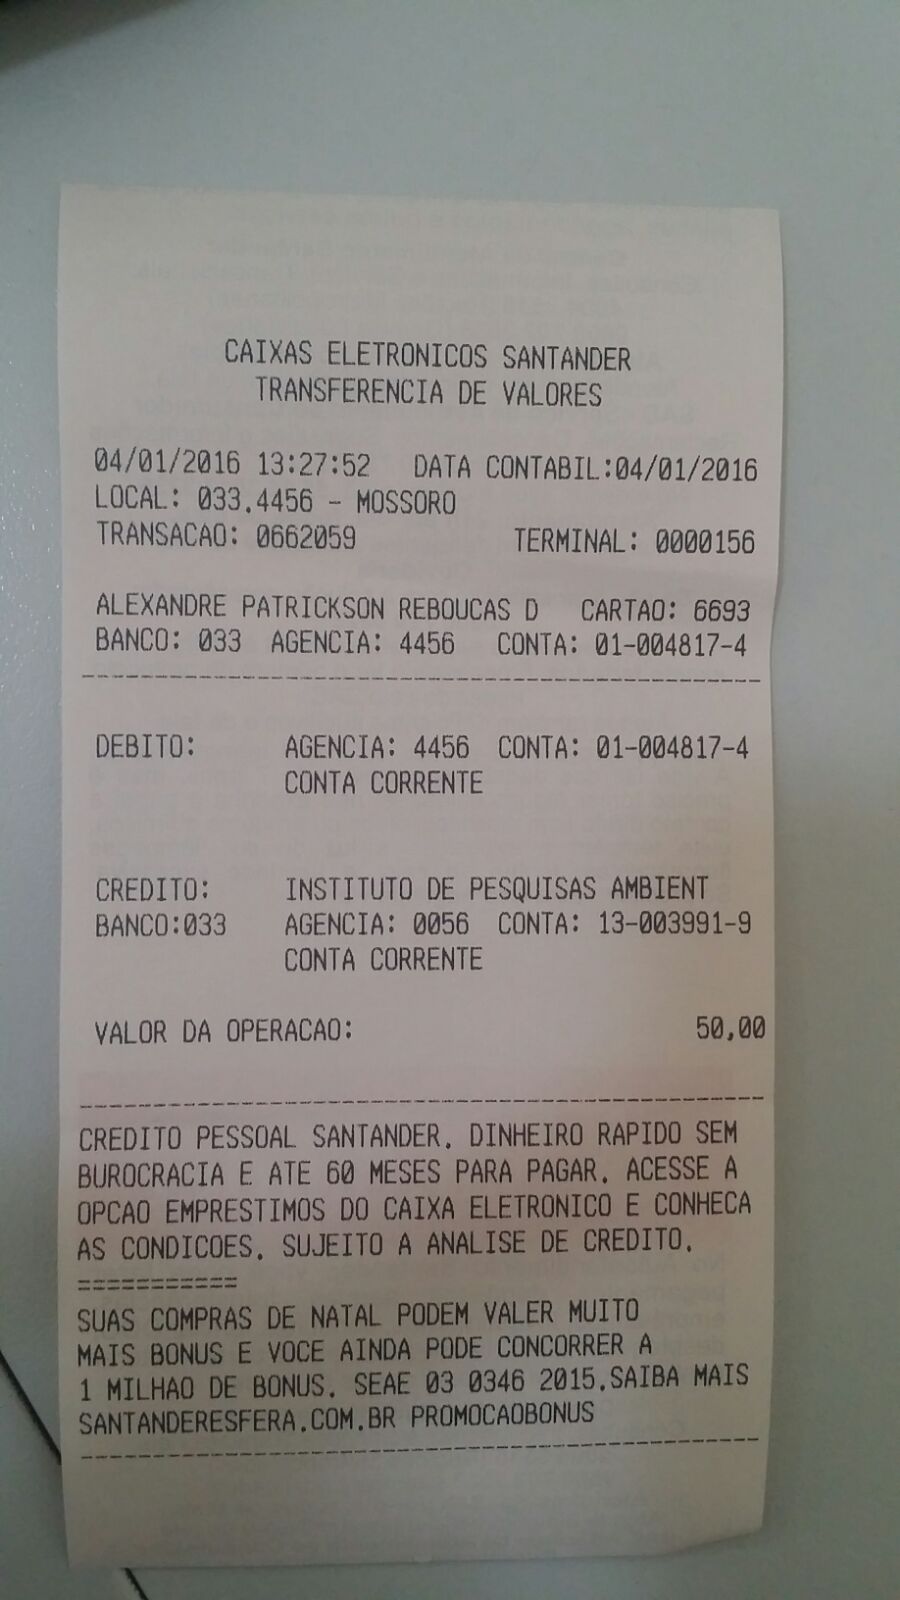 CAIXAS ELETRONICOS SANTANDER
TRANSFERENCIA DE VALORES
04/01/2016 13:27:52 DATA CONTABIL:04/01/2016
LOCAL: 033.4456 - MOSSORO
TRANSACAO: 0662059 TERMINAL: 0000156
ALEXANDRE PATRICKSON REBOUCAS D CARTAO: 6693
BANCO: 033 AGENCIA: 4456 CONTA: 01-004817-4
DEBITO: AGENCIA: 4456 CONTA: 01-004817-4
CONTA CORRENTE
CREDITO: INSTITUTO DE PESQUISAS AMBIENT
BANCO:033 AGENCIA: 0056 CONTA: 13-003991-9
CONTA CORRENTE
VALOR DA OPERACAO: 50,00
CREDITO PESSOAL SANTANDER. DINHEIRO RAPIDO SEM
BUROCRACIA E ATE 60 MESES PARA PAGAR. ACESSE A
OPCAO EMPRESTIMOS DO CAIXA ELETRONICO E CONHECA
AS CONDICOES. SUJEITO A ANALISE DE CREDITO.
===========
SUAS COMPRAS DE NATAL PODEM VALER MUITO
MAIS BONUS E VOCE AINDA PODE CONCORRER A
1 MILHAO DE BONUS. SEAE 03 0346 2015.SAIBA MAIS
SANTANDERESFERA.COM.BR PROMOCAOBONUS